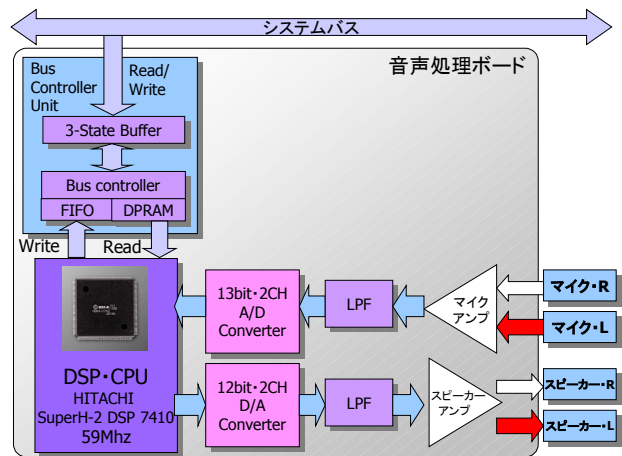 システムバス
音声処理ボード
Bus
Controller
Unit
Read/
Write
3-State Buffer
Bus controller
FIFO
DPRAM
Write
Read
13bit・2CH
A/D
Converter
LPF
マイク
アンプ
マイク・R
マイク・L
DSP・CPU
HITACHI
SuperH-2 DSP 7410
59Mhz
12bit・2CH
D/A
Converter
LPF
スピーカー
アンプ
スピーカー・R
スピーカー・L